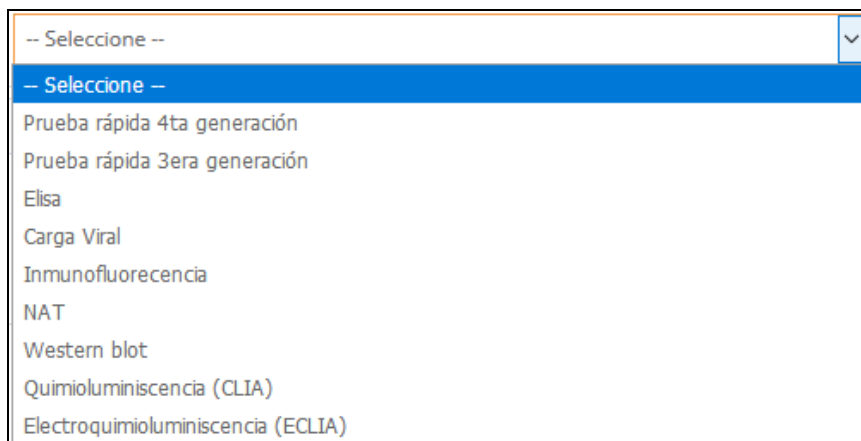 -- Seleccione --
-- Seleccione --
Prueba rápida 4ta generación
Prueba rápida 3era generación
Elisa
Carga Viral
Inmunofluorecencia
NAT
Western blot
Quimioluminiscencia (CLIA)
Electroquimioluminiscencia (ECLIA)